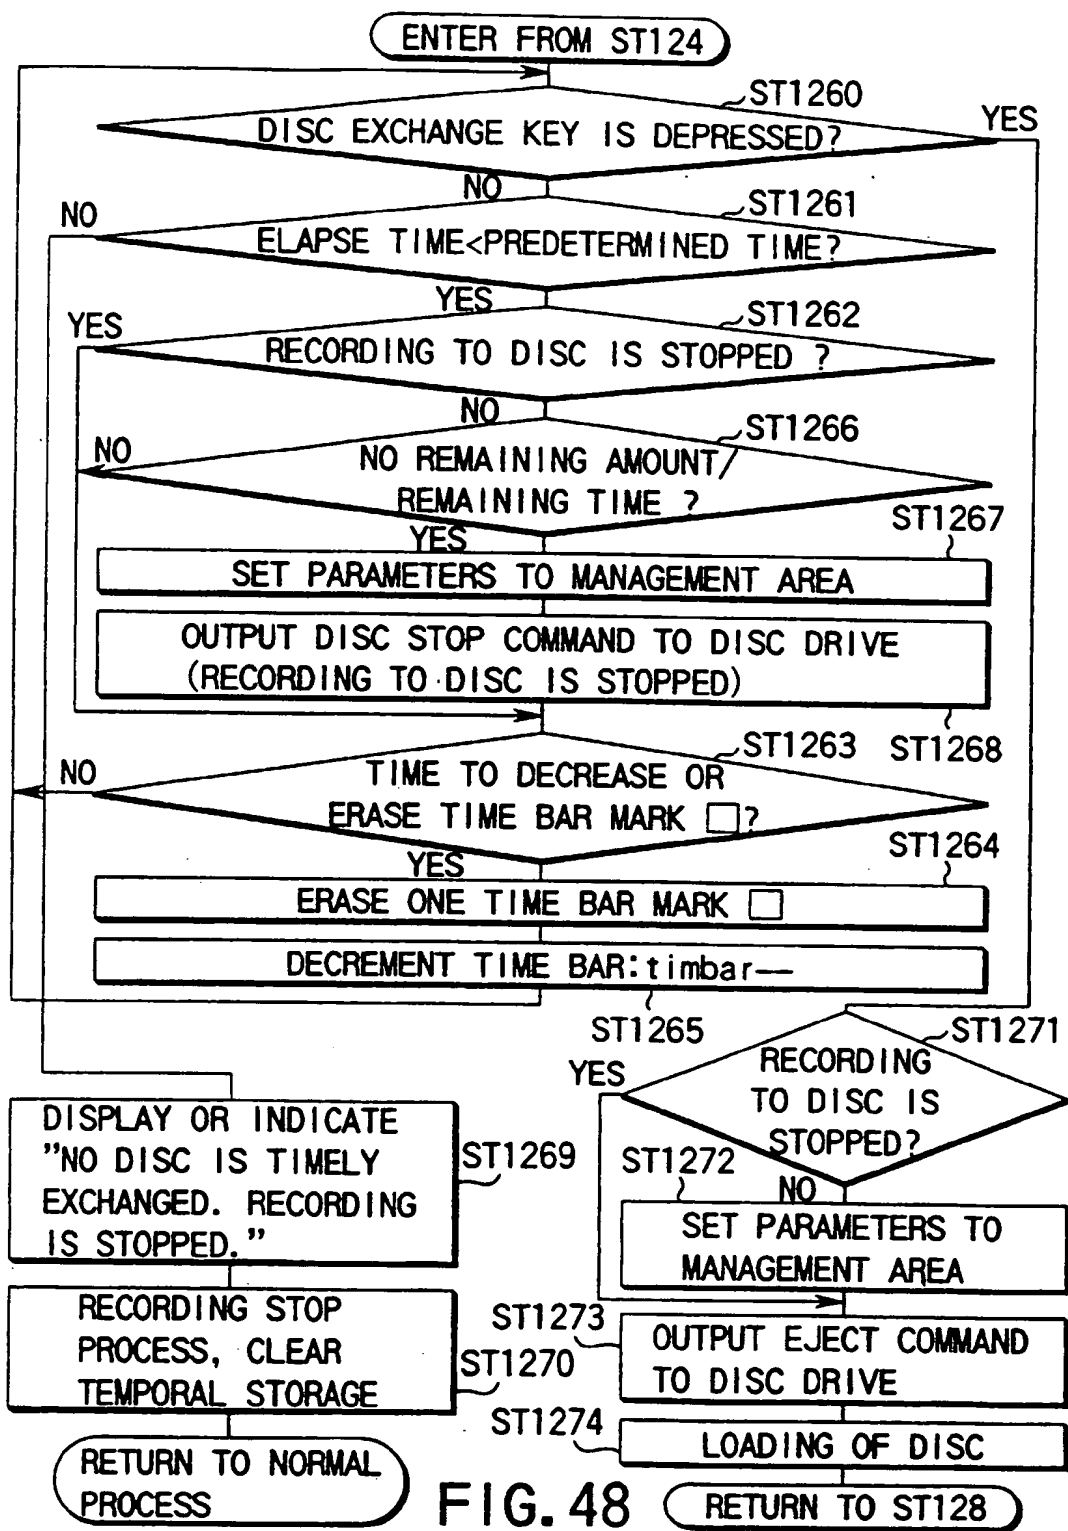 ENTER FROM ST124
ST1260
DISC EXCHANGE KEY IS DEPRESSED?
YES
NO
ST1261
NO
ELAPSE TIME<PREDETERMINED TIME?
YES
ST1262
YES
RECORDING TO DISC IS STOPPED ?
NO
ST1266
NO
NO REMAINING AMOUNT/
REMAINING TIME ?
ST1267
YES
SET PARAMETERS TO MANAGEMENT AREA
OUTPUT DISC STOP COMMAND TO DISC DRIVE
(RECORDING TO DISC IS STOPPED)
ST1268
ST1263
NO
TIME TO DECREASE OR
ERASE TIME BAR MARK □?
ST1264
YES
ERASE ONE TIME BAR MARK □
DECREMENT TIME BAR:timbar——
ST1265
ST1271
YES
RECORDING
TO DISC IS
STOPPED?
DISPLAY OR INDICATE
"NO DISC IS TIMELY
EXCHANGED. RECORDING
IS STOPPED."
ST1269
ST1272
NO
SET PARAMETERS TO
MANAGEMENT AREA
RECORDING STOP
PROCESS, CLEAR
TEMPORAL STORAGE
ST1270
ST1273
OUTPUT EJECT COMMAND
TO DISC DRIVE
ST1274
LOADING OF DISC
RETURN TO NORMAL
PROCESS
FIG. 48
RETURN TO ST128